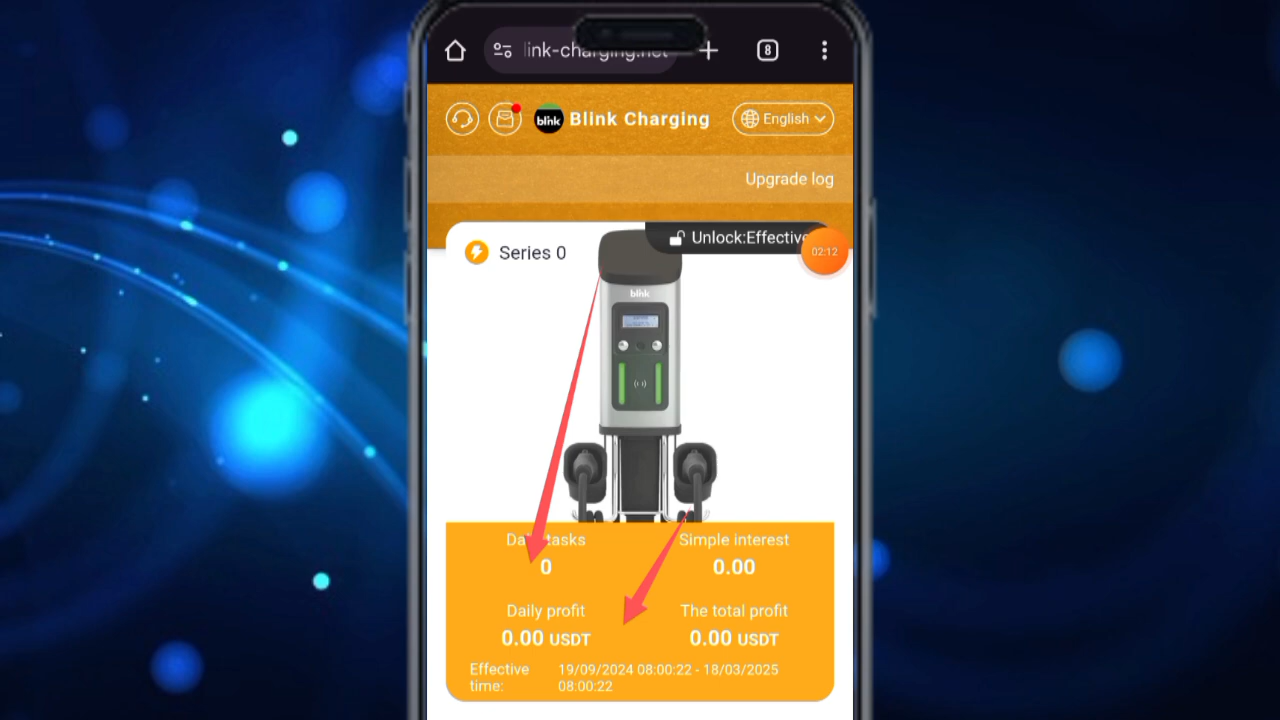 link-charging.net
8
blink
Blink Charging
English
Upgrade log
Series 0
Unlock:Effective
02:12
blink
Simple interest
0
0.00
Daily profit
The total profit
0.00 USDT
0.00 USDT
Effective time:
19/09/2024 08:00:22 - 18/03/2025
08:00:22